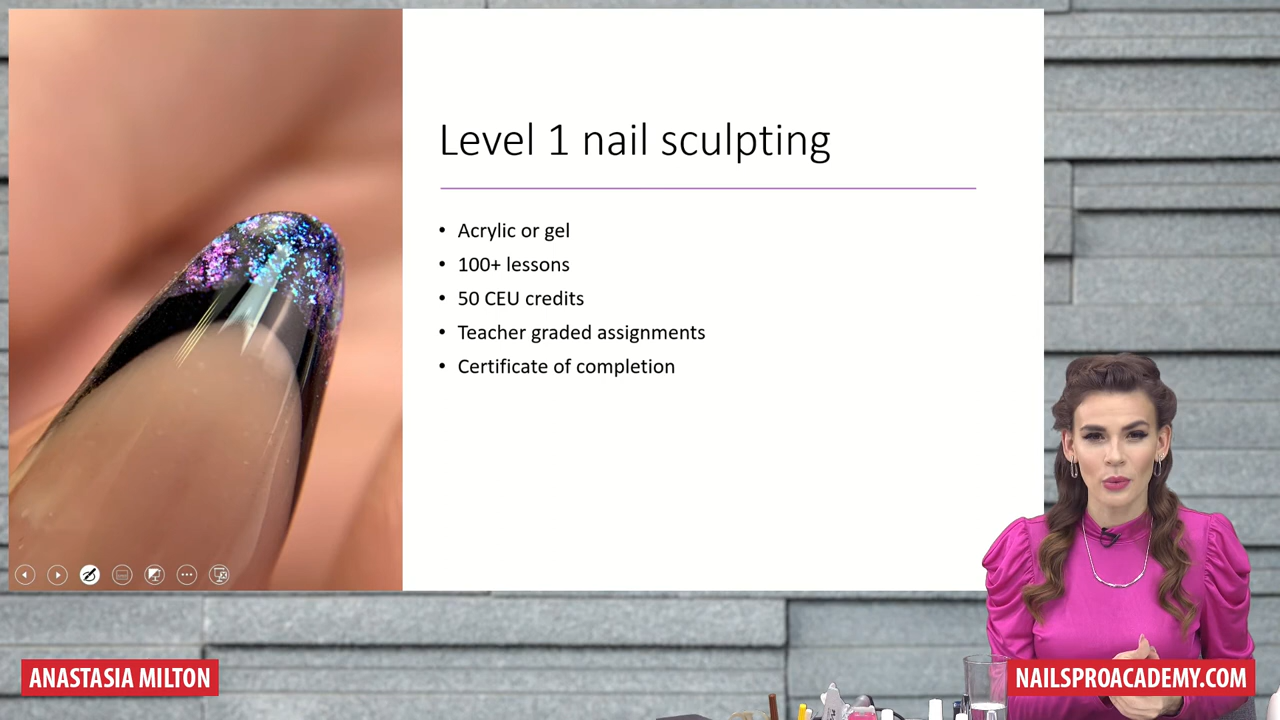 Level 1 nail sculpting
• Acrylic or gel
• 100+ lessons
• 50 CEU credits
• Teacher graded assignments
• Certificate of completion
ANASTASIA MILTON
NAILSPROACADEMY.COM